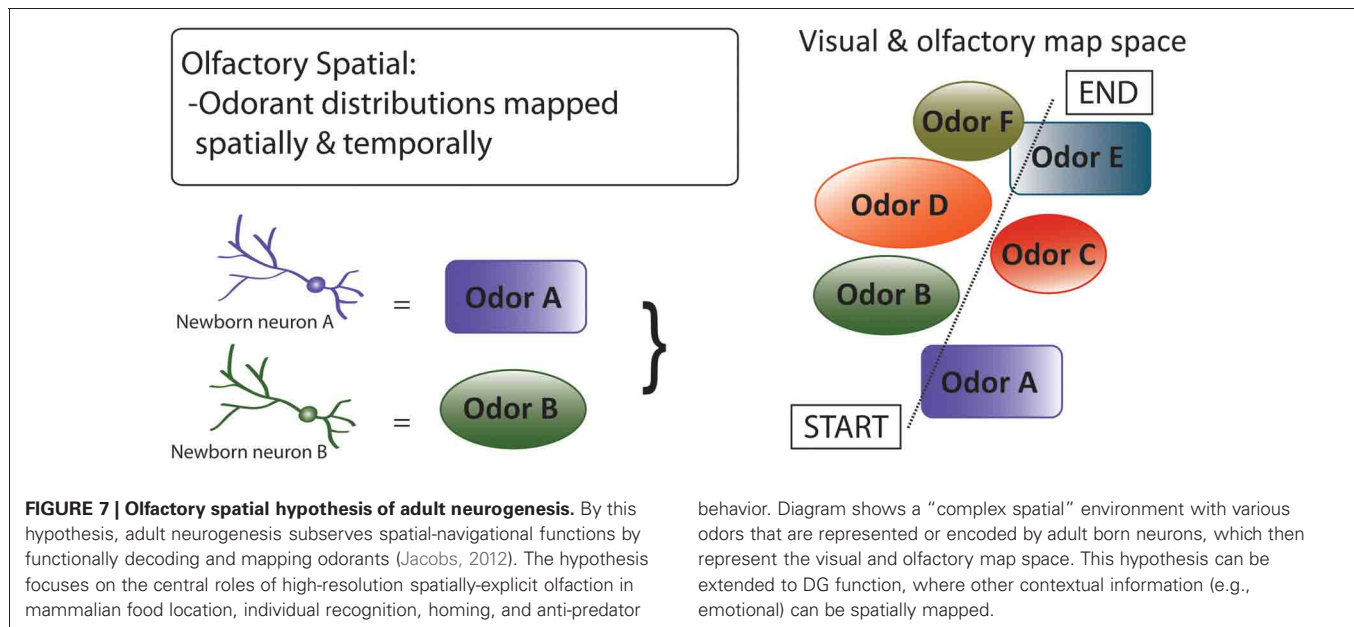 Olfactory Spatial:
-Odorant distributions mapped
spatially & temporally
Newborn neuron A
=
Odor A
Newborn neuron B
=
Odor B
}
Visual & olfactory map space
END
Odor F
Odor E
Odor D
Odor C
Odor B
Odor A
START
FIGURE 7 | Olfactory spatial hypothesis of adult neurogenesis. By this
hypothesis, adult neurogenesis subserves spatial-navigational functions by
functionally decoding and mapping odorants (Jacobs, 2012). The hypothesis
focuses on the central roles of high-resolution spatially-explicit olfaction in
mammalian food location, individual recognition, homing, and anti-predator
behavior. Diagram shows a “complex spatial” environment with various
odors that are represented or encoded by adult born neurons, which then
represent the visual and olfactory map space. This hypothesis can be
extended to DG function, where other contextual information (e.g.,
emotional) can be spatially mapped.